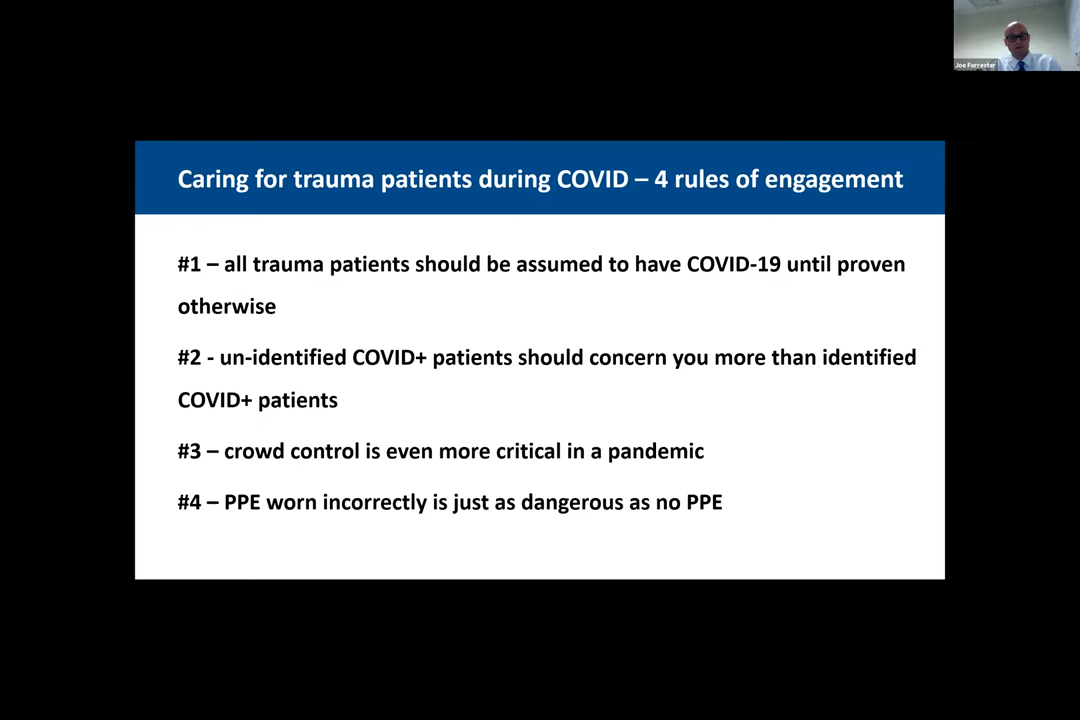 Joe Forrester
Caring for trauma patients during COVID – 4 rules of engagement
#1 – all trauma patients should be assumed to have COVID-19 until proven
otherwise
#2 - un-identified COVID+ patients should concern you more than identified
COVID+ patients
#3 – crowd control is even more critical in a pandemic
#4 – PPE worn incorrectly is just as dangerous as no PPE